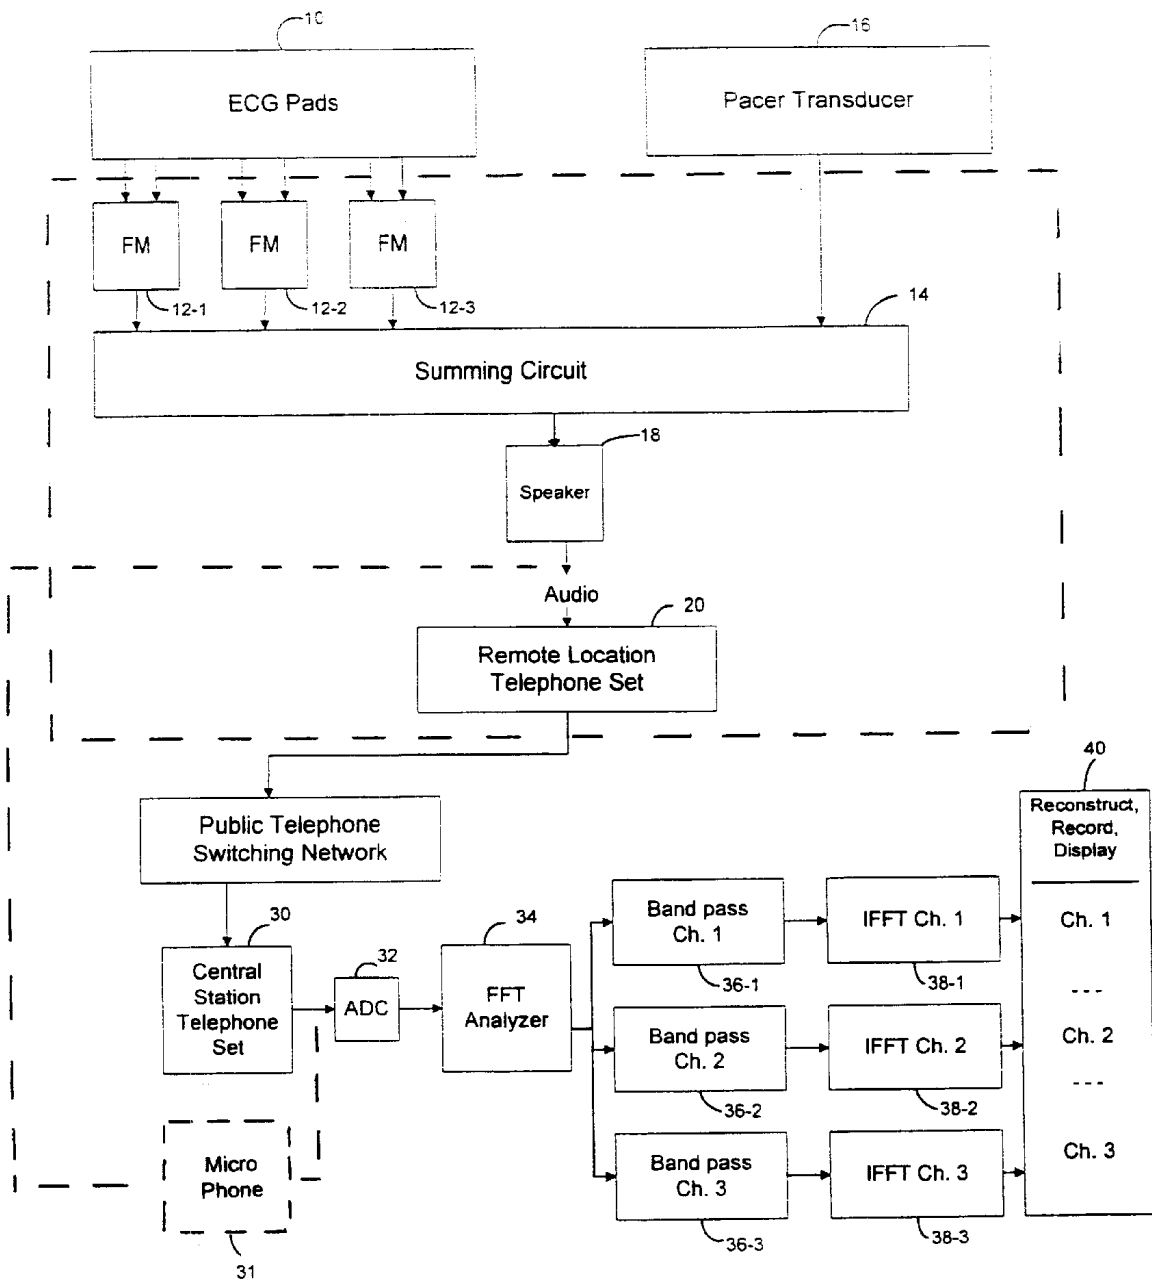 10
16
ECG Pads
Pacer Transducer
FM
FM
FM
12-1
12-2
12-3
14
Summing Circuit
18
Speaker
Audio
20
Remote Location
Telephone Set
40
Public Telephone
Switching Network
Reconstruct,
Record,
Display
30
Central
Station
Telephone
Set
32
ADC
34
FFT
Analyzer
Band pass
Ch. 1
36-1
IFFT Ch. 1
38-1
Ch. 1
---
Band pass
Ch. 2
36-2
IFFT Ch. 2
38-2
Ch. 2
---
Band pass
Ch. 3
36-3
IFFT Ch. 3
38-3
Ch. 3
Micro
Phone
31